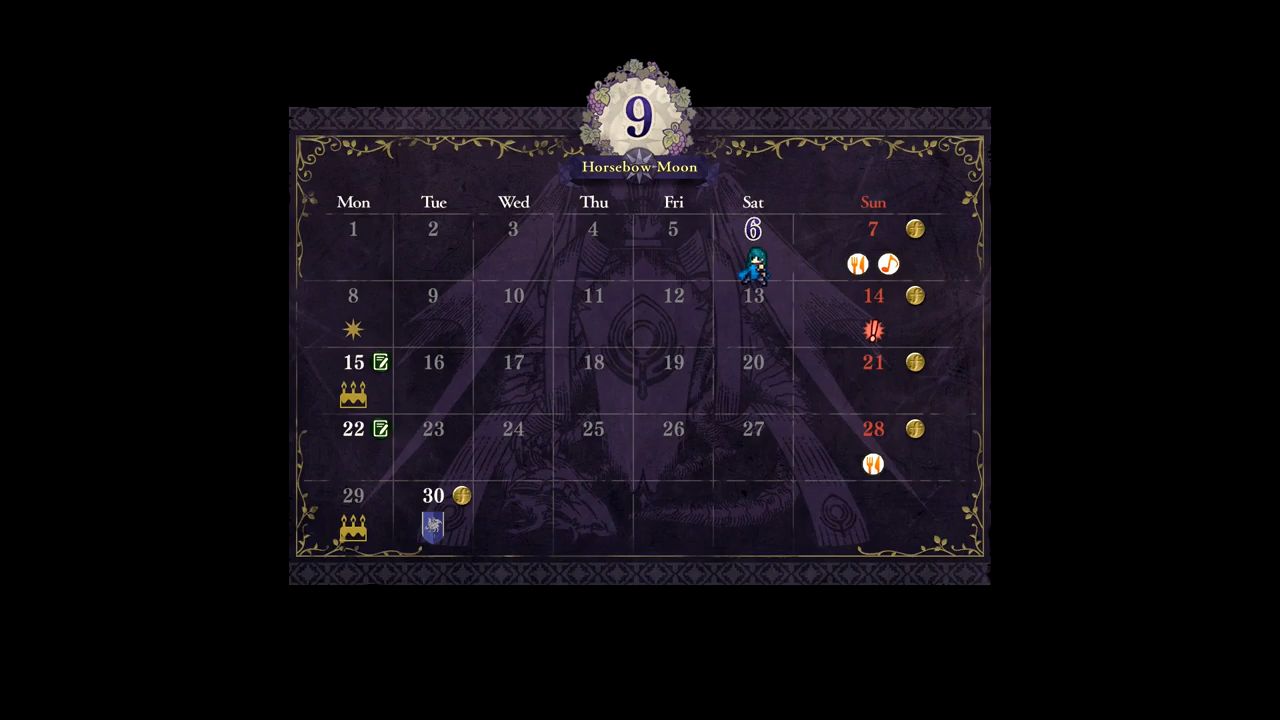 9
Horsebow Moon
Mon Tue Wed Thu Fri Sat Sun
1 2 3 4 5 6 7
8 9 10 11 12 13 14
15 16 17 18 19 20 21
22 23 24 25 26 27 28
29 30